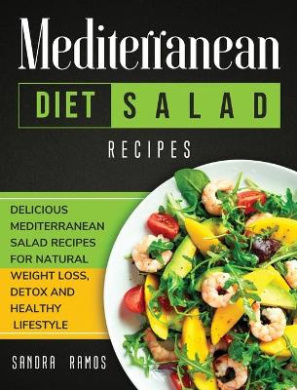 Mediterranean
DIET SALAD
RECIPES
DELICIOUS
MEDITERRANEAN
SALAD RECIPES
FOR NATURAL
WEIGHT LOSS,
DETOX AND
HEALTHY
LIFESTYLE
SANDRA RAMOS